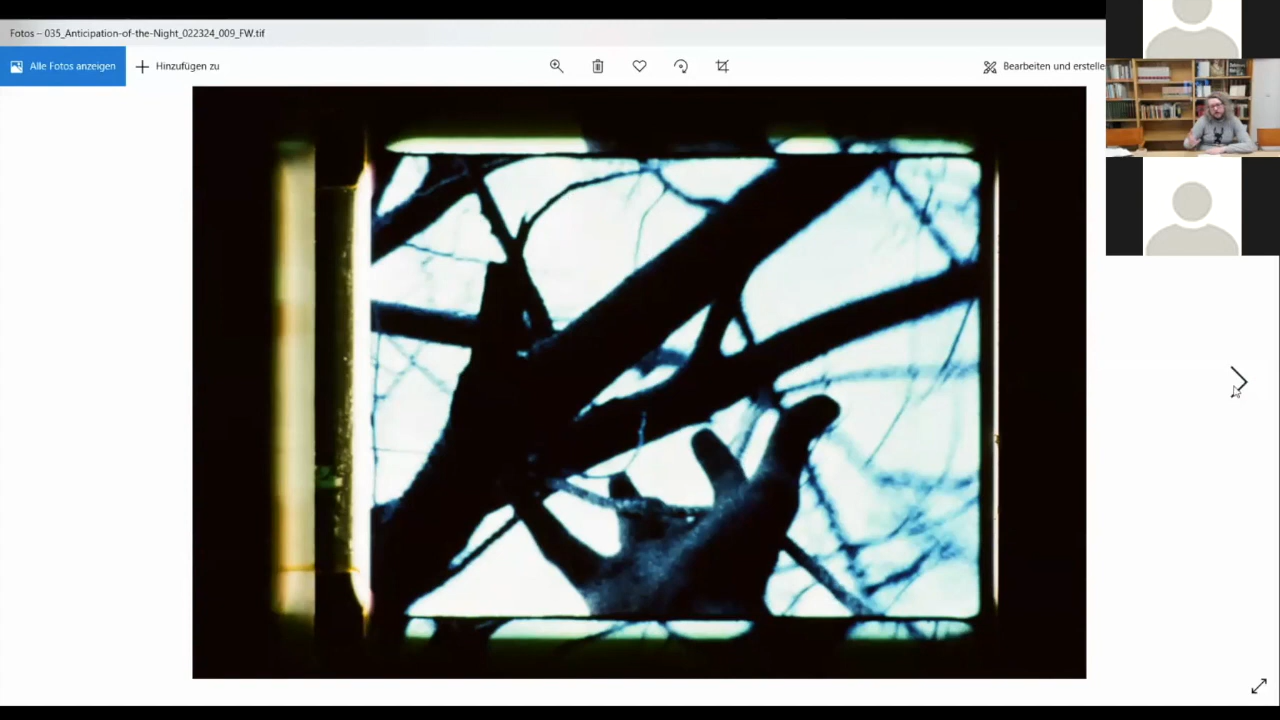 Fotos – 035_Anticipation-of-the-Night_022324_009_FW.tif
Alle Fotos anzeigen
Hinzufügen zu
Bearbeiten und erstelle